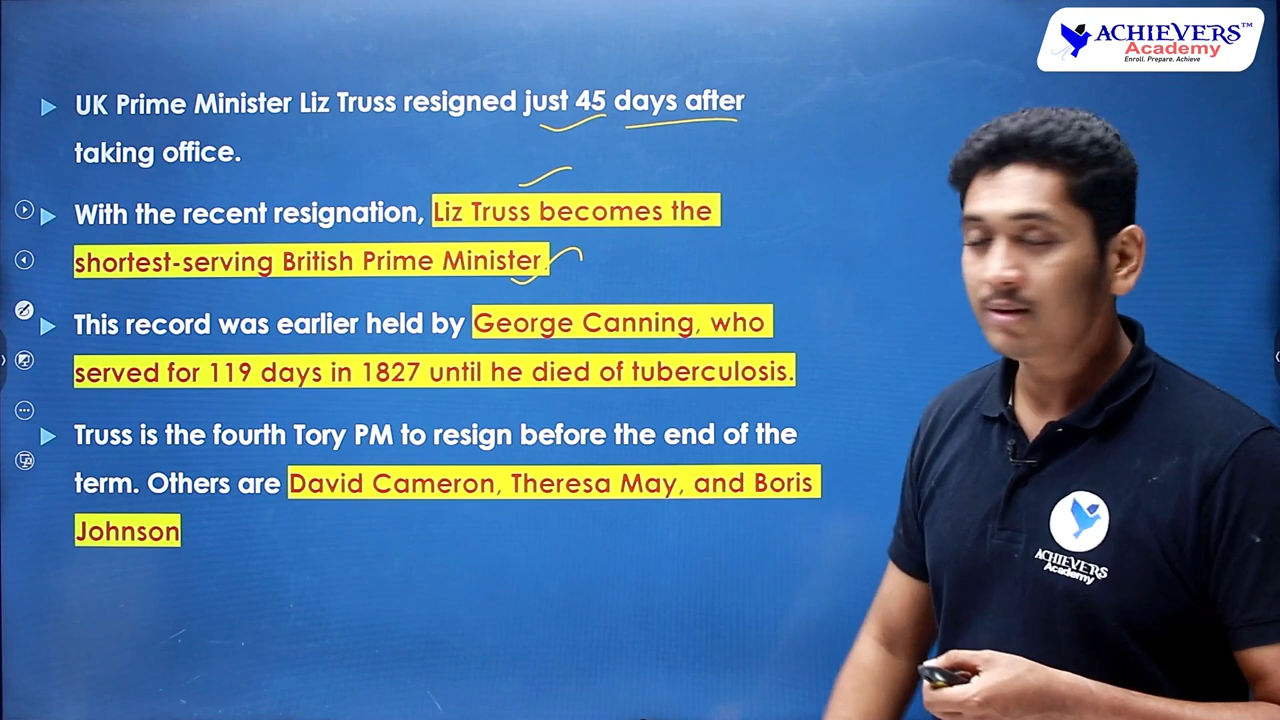 ACHIEVERS™
Academy
Enroll. Prepare. Achieve
UK Prime Minister Liz Truss resigned just 45 days after
taking office.
With the recent resignation, Liz Truss becomes the
shortest-serving British Prime Minister.
This record was earlier held by George Canning, who
served for 119 days in 1827 until he died of tuberculosis.
Truss is the fourth Tory PM to resign before the end of the
term. Others are David Cameron, Theresa May, and Boris
Johnson
ACHIEVERS
Academy